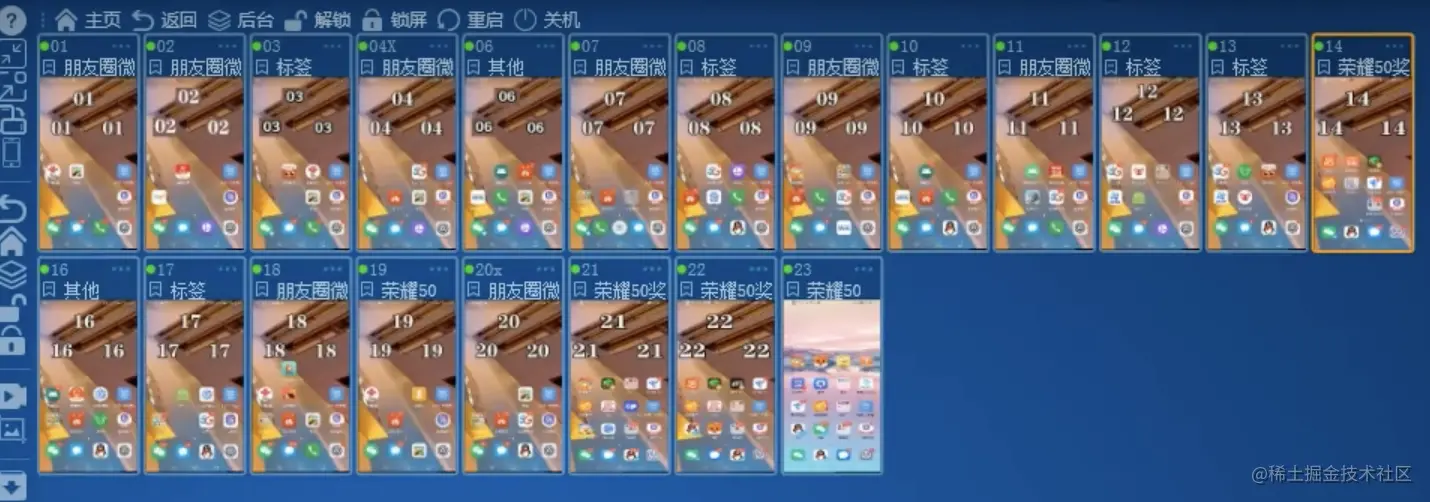 ? 主页 返回 后台 解锁 锁屏 重启 关机
01 02 03 04X 06 07 08 09 10 11 12 13 14
朋友圈微 朋友圈微 标签 朋友圈微 其他 朋友圈微 标签 朋友圈微 标签 朋友圈微 标签 标签 荣耀50奖
01 02 03 04 06 07 08 09 10 11 12 13 14
01 01 02 02 03 03 04 04 06 06 07 07 08 08 09 09 10 10 11 11 12 12 13 13 14 14
16 17 18 19 20x 21 22 23
其他 标签 朋友圈微 荣耀50 朋友圈微 荣耀50奖 荣耀50奖 荣耀50
16 17 18 19 20 21 22
16 16 17 17 18 18 19 19 20 20 21 21 22 22
@稀土掘金技术社区